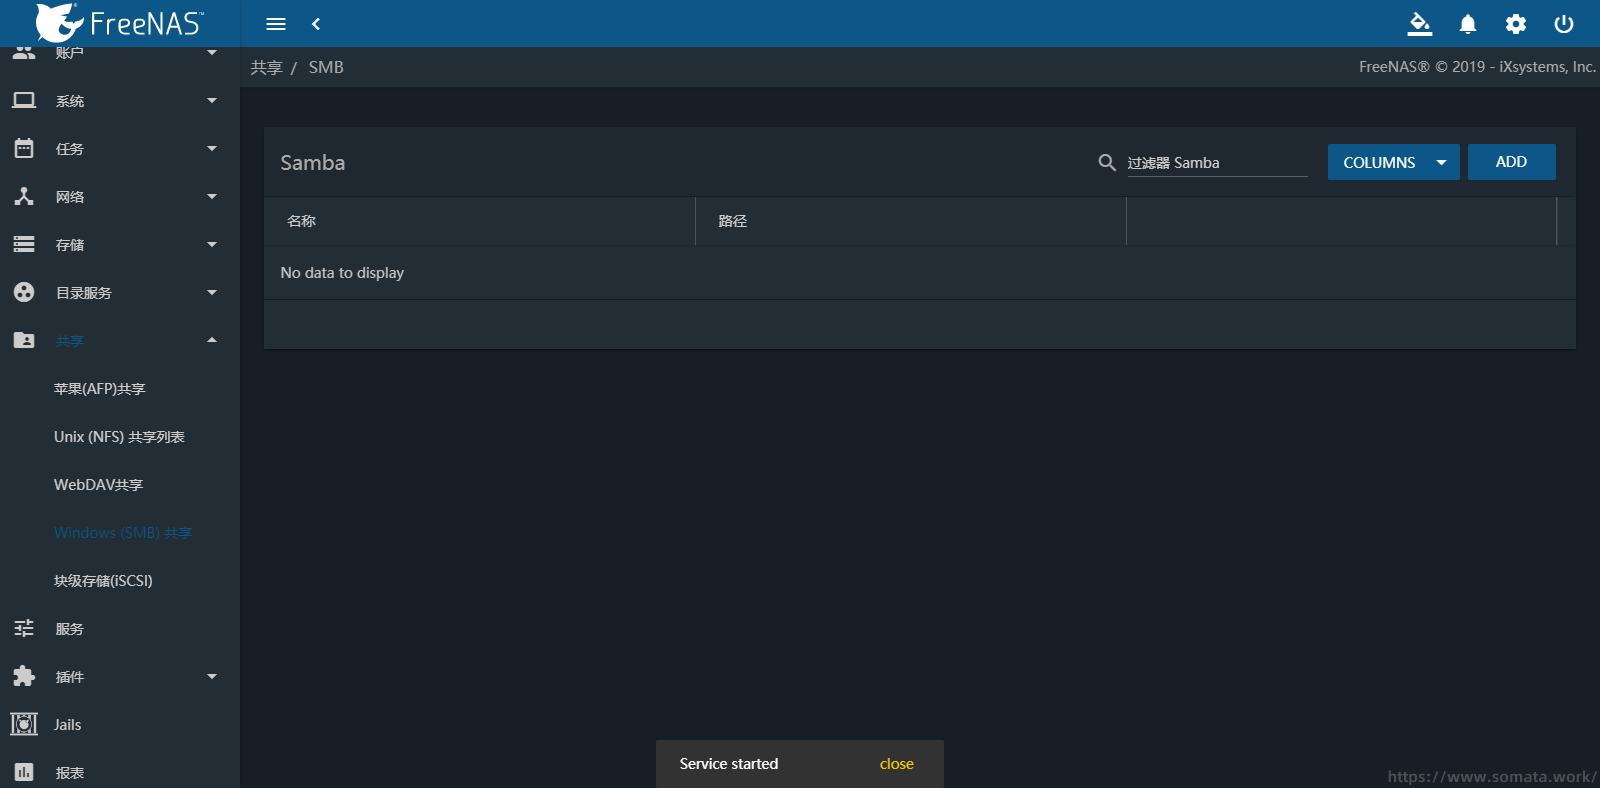 FreeNAS™
共享 / SMB
FreeNAS® © 2019 - iXsystems, Inc.
账户
系统
任务
网络
存储
目录服务
共享
苹果(AFP)共享
Unix (NFS) 共享列表
WebDAV共享
Windows (SMB) 共享
块级存储(iSCSI)
服务
插件
Jails
报表
Samba
过滤器 Samba
COLUMNS
ADD
名称
路径
No data to display
Service started
close
https://www.somata.work/